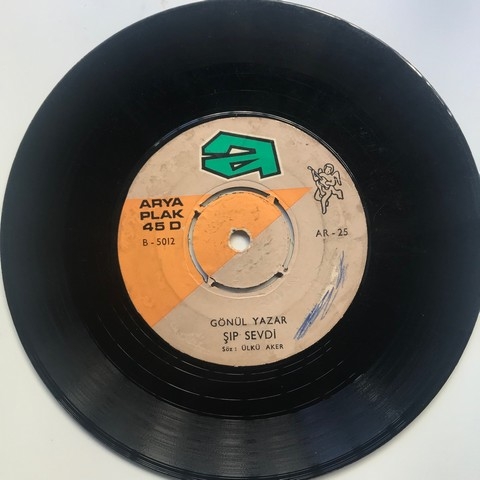 a
ARYA
PLAK
45 D
B - 5012
AR - 25
GÖNÜL YAZAR
ŞIP SEVDİ
Söz : ÜLKÜ AKER